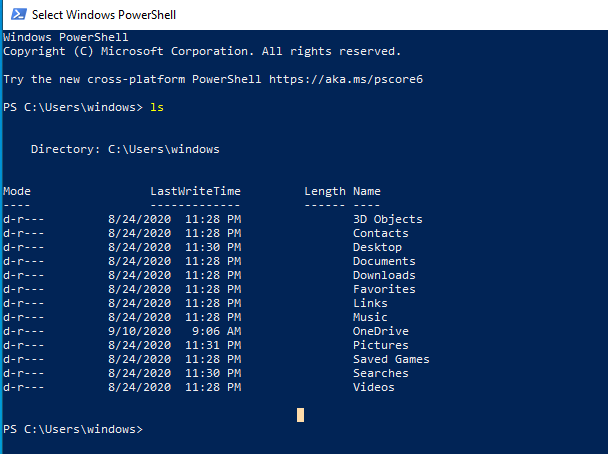 Select Windows PowerShell
Windows PowerShell
Copyright (C) Microsoft Corporation. All rights reserved.
Try the new cross-platform PowerShell https://aka.ms/pscore6
PS C:\Users\windows> ls
    Directory: C:\Users\windows
Mode                 LastWriteTime         Length Name
----                 -------------         ------ ----
d-r---         8/24/2020  11:28 PM                3D Objects
d-r---         8/24/2020  11:28 PM                Contacts
d-r---         8/24/2020  11:30 PM                Desktop
d-r---         8/24/2020  11:28 PM                Documents
d-r---         8/24/2020  11:28 PM                Downloads
d-r---         8/24/2020  11:28 PM                Favorites
d-r---         8/24/2020  11:28 PM                Links
d-r---         8/24/2020  11:28 PM                Music
d-r---         9/10/2020   9:06 AM                OneDrive
d-r---         8/24/2020  11:31 PM                Pictures
d-r---         8/24/2020  11:28 PM                Saved Games
d-r---         8/24/2020  11:30 PM                Searches
d-r---         8/24/2020  11:28 PM                Videos
PS C:\Users\windows>